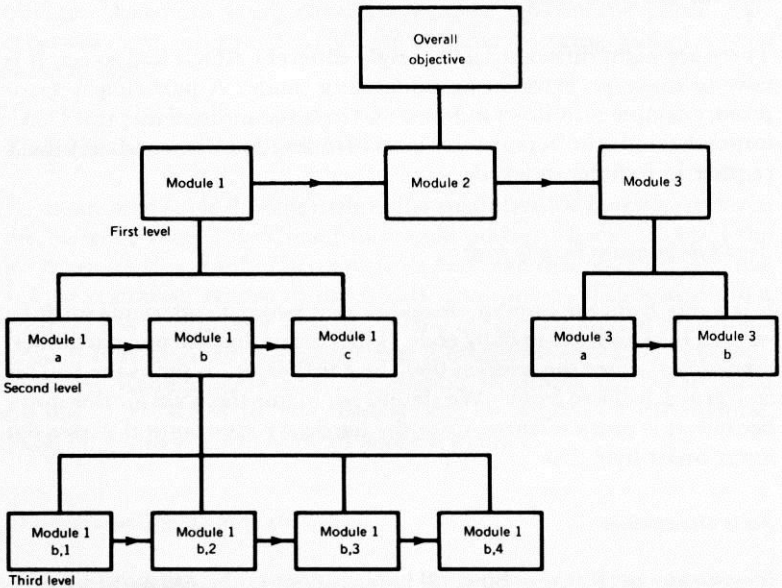 Overall
objective
Module 1
Module 2
Module 3
First level
Module 1
a
Module 1
b
Module 1
c
Module 3
a
Module 3
b
Second level
Module 1
b,1
Module 1
b,2
Module 1
b,3
Module 1
b,4
Third level